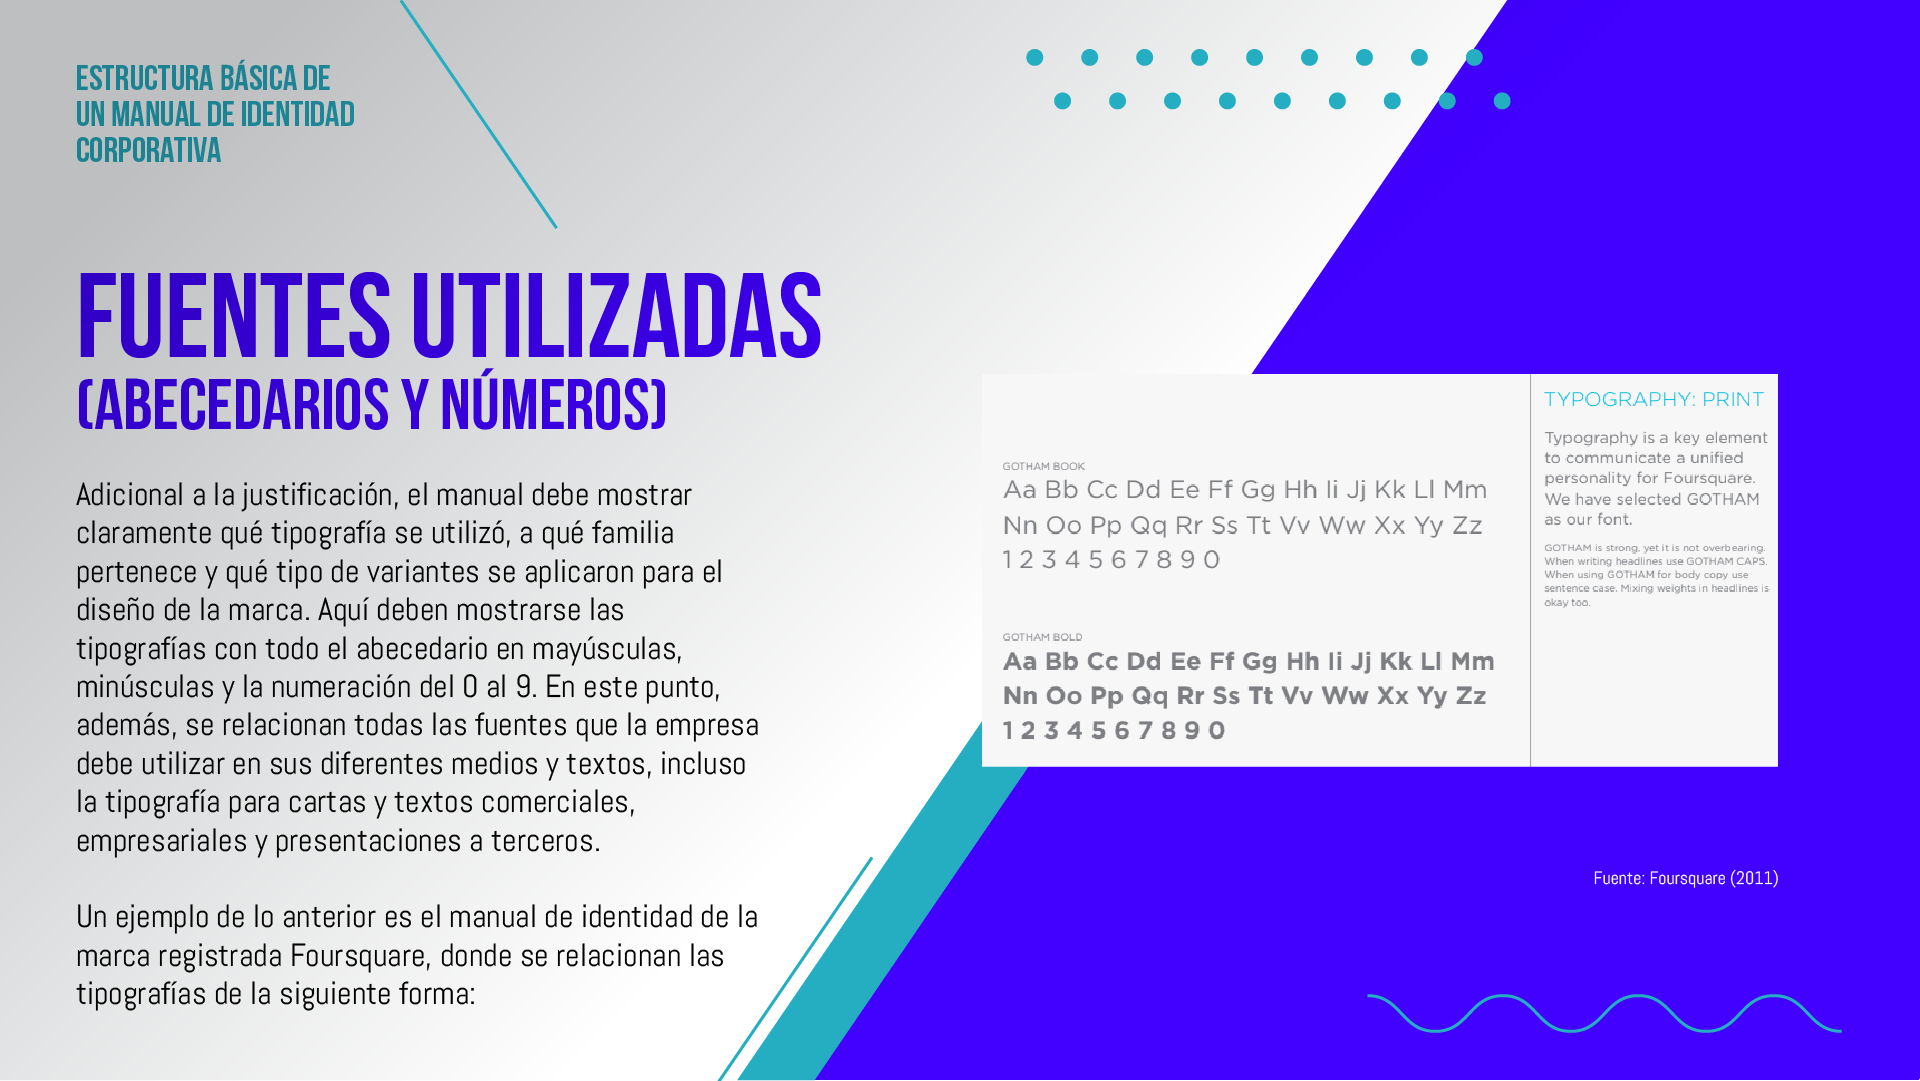 ESTRUCTURA BÁSICA DE
UN MANUAL DE IDENTIDAD
CORPORATIVA
FUENTES UTILIZADAS
(ABECEDARIOS Y NÚMEROS)
Adicional a la justificación, el manual debe mostrar
claramente qué tipografía se utilizó, a qué familia
pertenece y qué tipo de variantes se aplicaron para el
diseño de la marca. Aquí deben mostrarse las
tipografías con todo el abecedario en mayúsculas,
minúsculas y la numeración del 0 al 9. En este punto,
además, se relacionan todas las fuentes que la empresa
debe utilizar en sus diferentes medios y textos, incluso
la tipografía para cartas y textos comerciales,
empresariales y presentaciones a terceros.
Un ejemplo de lo anterior es el manual de identidad de la
marca registrada Foursquare, donde se relacionan las
tipografías de la siguiente forma:
GOTHAM BOOK
Aa Bb Cc Dd Ee Ff Gg Hh Ii Jj Kk Ll Mm
Nn Oo Pp Qq Rr Ss Tt Vv Ww Xx Yy Zz
1 2 3 4 5 6 7 8 9 0
GOTHAM BOLD
Aa Bb Cc Dd Ee Ff Gg Hh Ii Jj Kk Ll Mm
Nn Oo Pp Qq Rr Ss Tt Vv Ww Xx Yy Zz
1 2 3 4 5 6 7 8 9 0
TYPOGRAPHY: PRINT
Typography is a key element
to communicate a unified
personality for Foursquare.
We have selected GOTHAM
as our font.
GOTHAM is strong, yet it is not overbearing.
When writing headlines use GOTHAM CAPS.
When using GOTHAM for body copy use
sentence case. Mixing weights in headlines is
okay too.
Fuente: Foursquare (2011)